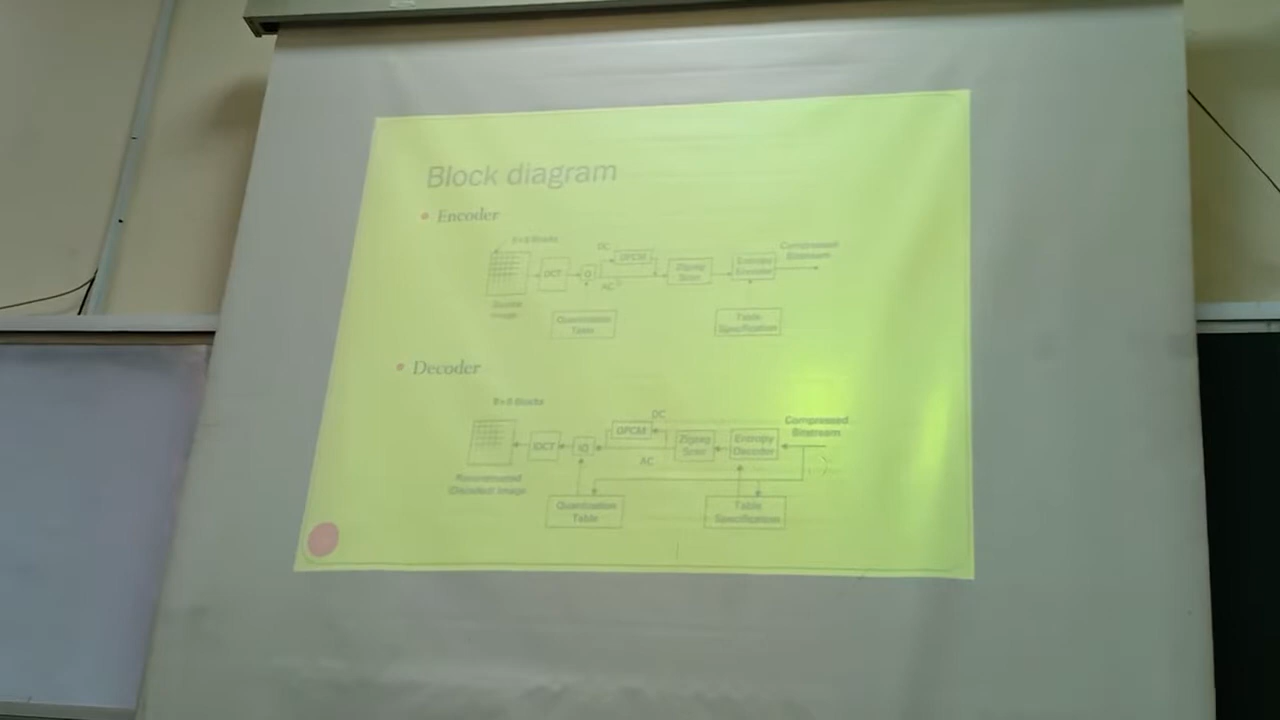 Block diagram
Encoder
8×8 Blocks
DC
DPCM
Compressed
Bitstream
DCT
Q
Zigzag
Scan
Entropy
Encoder
AC
Source
Image
Quantization
Table
Table
Specification
Decoder
8×8 Blocks
DC
DPCM
Compressed
Bitstream
IDCT
IQ
Zigzag
Scan
Entropy
Decoder
AC
Reconstructed
(Decoded) Image
Quantization
Table
Table
Specification